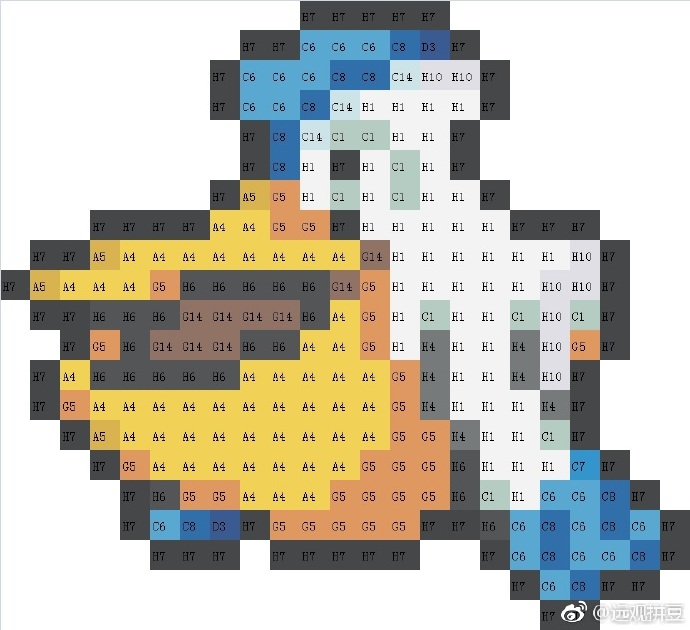 H7 H7 H7 H7 H7
H7 H7 C6 C6 C6 C8 D3 H7
H7 C6 C6 C6 C8 C8 C14 H10 H10 H7
H7 C6 C6 C8 C14 H1 H1 H1 H1 H7
H7 C8 C14 C1 C1 H1 H1 H7
H7 C8 H1 H7 H1 C1 H1 H7
H7 A5 G5 H1 C1 H1 C1 H1 H1 H7
H7 H7 H7 H7 A4 A4 G5 G5 H7 H1 H1 H1 H1 H1 H7 H7 H7
H7 H7 A5 A4 A4 A4 A4 A4 A4 A4 A4 G14 H1 H1 H1 H1 H1 H1 H10 H7
H7 A5 A4 A4 A4 G5 H6 H6 H6 H6 H6 G14 G5 H1 H1 H1 H1 H1 H10 H10 H7
H7 H7 H6 H6 H6 G14 G14 G14 G14 H6 A4 G5 H1 C1 H1 H1 C1 H10 C1 H7
H7 G5 H6 G14 G14 G14 H6 H6 A4 A4 G5 H1 H4 H1 H1 H4 H10 G5 H7
H7 A4 H6 H6 H6 H6 H6 A4 A4 A4 A4 A4 G5 H4 H1 H1 H4 H10 H7
H7 G5 A4 A4 A4 A4 A4 A4 A4 A4 A4 A4 G5 H4 H1 H1 H1 H4 H7
H7 A5 A4 A4 A4 A4 A4 A4 A4 A4 A4 G5 G5 H4 H1 H1 C1 H7
H7 G5 A4 A4 A4 A4 A4 A4 A4 G5 G5 G5 H6 H1 H1 H1 C7 H7
H7 H6 G5 G5 A4 A4 A4 G5 G5 G5 G5 H6 C1 H1 C6 C6 C8 H7
H7 C6 C8 D3 H7 G5 G5 G5 G5 G5 H7 H7 H6 C6 C8 C6 C8 C6 H7
H7 H7 H7 H7 H7 H7 H7 H7 H7 C6 C8 C6 C6 C8 H7
H7 C6 C8 H7 H7
H7
@远观拼豆